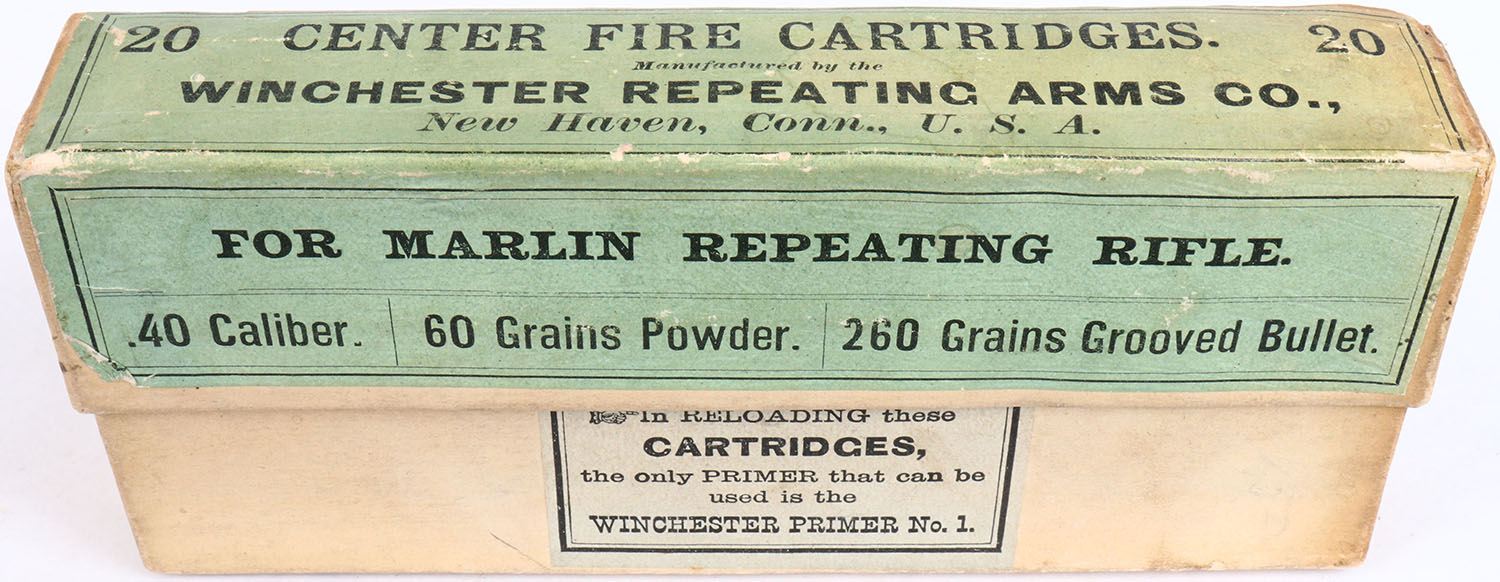 20 CENTER FIRE CARTRIDGES. 20
Manufactured by the
WINCHESTER REPEATING ARMS CO.,
New Haven, Conn., U. S. A.
FOR MARLIN REPEATING RIFLE.
.40 Caliber. 60 Grains Powder. 260 Grains Grooved Bullet.
In RELOADING these
CARTRIDGES,
the only PRIMER that can be
used is the
WINCHESTER PRIMER No. 1.